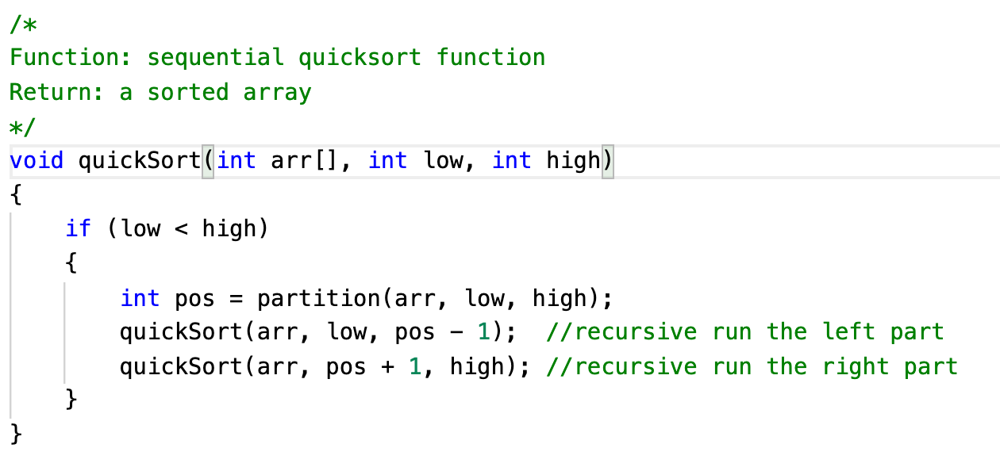 /*
Function: sequential quicksort function
Return: a sorted array
*/
void quickSort(int arr[], int low, int high)
{
    if (low < high)
    {
        int pos = partition(arr, low, high);
        quickSort(arr, low, pos - 1);  //recursive run the left part
        quickSort(arr, pos + 1, high); //recursive run the right part
    }
}